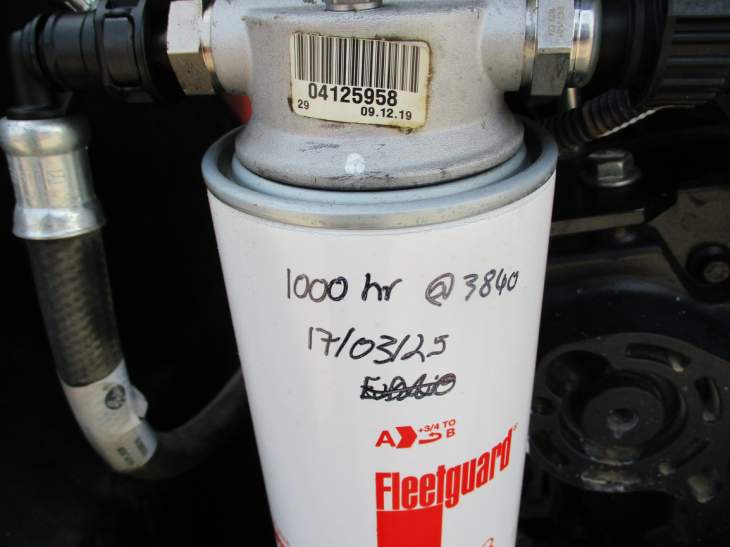 04125958
29 09.12.19
1000 hr @ 3840
17/03/25
A +3/4 TO B
Fleetguard®